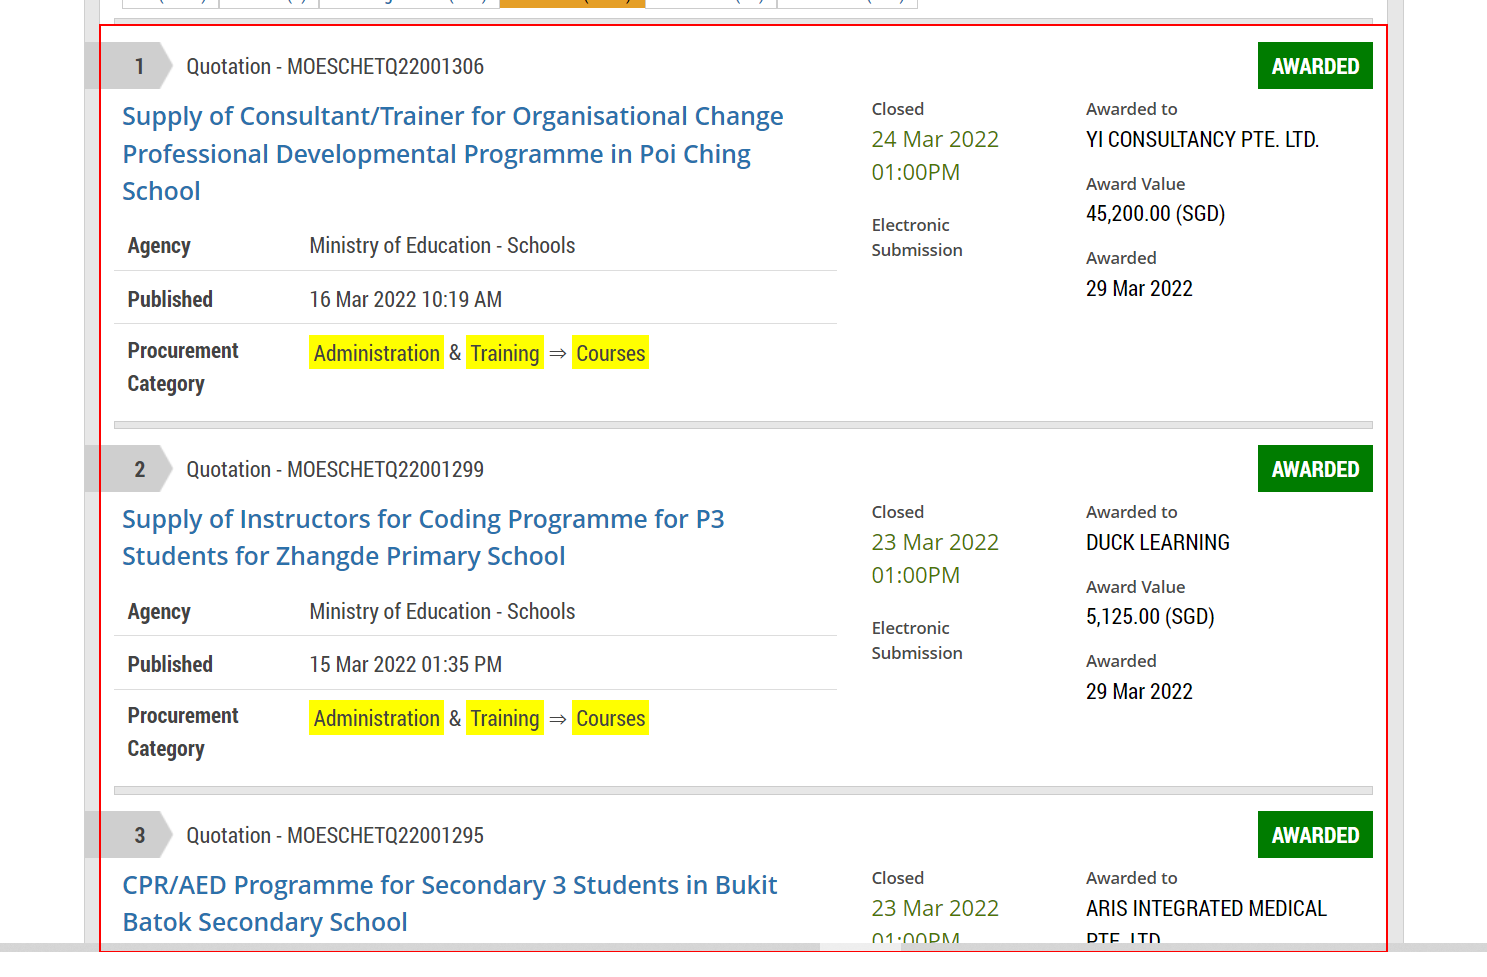 1
Quotation - MOESCHETQ22001306
AWARDED
Supply of Consultant/Trainer for Organisational Change
Professional Developmental Programme in Poi Ching
School
Agency
Ministry of Education - Schools
Published
16 Mar 2022 10:19 AM
Procurement
Category
Administration & Training ⇒ Courses
Closed
24 Mar 2022
01:00PM
Electronic
Submission
Awarded to
YI CONSULTANCY PTE. LTD.
Award Value
45,200.00 (SGD)
Awarded
29 Mar 2022
2
Quotation - MOESCHETQ22001299
AWARDED
Supply of Instructors for Coding Programme for P3
Students for Zhangde Primary School
Agency
Ministry of Education - Schools
Published
15 Mar 2022 01:35 PM
Procurement
Category
Administration & Training ⇒ Courses
Closed
23 Mar 2022
01:00PM
Electronic
Submission
Awarded to
DUCK LEARNING
Award Value
5,125.00 (SGD)
Awarded
29 Mar 2022
3
Quotation - MOESCHETQ22001295
AWARDED
CPR/AED Programme for Secondary 3 Students in Bukit
Batok Secondary School
Closed
23 Mar 2022
01:00PM
Awarded to
ARIS INTEGRATED MEDICAL
PTE. LTD.